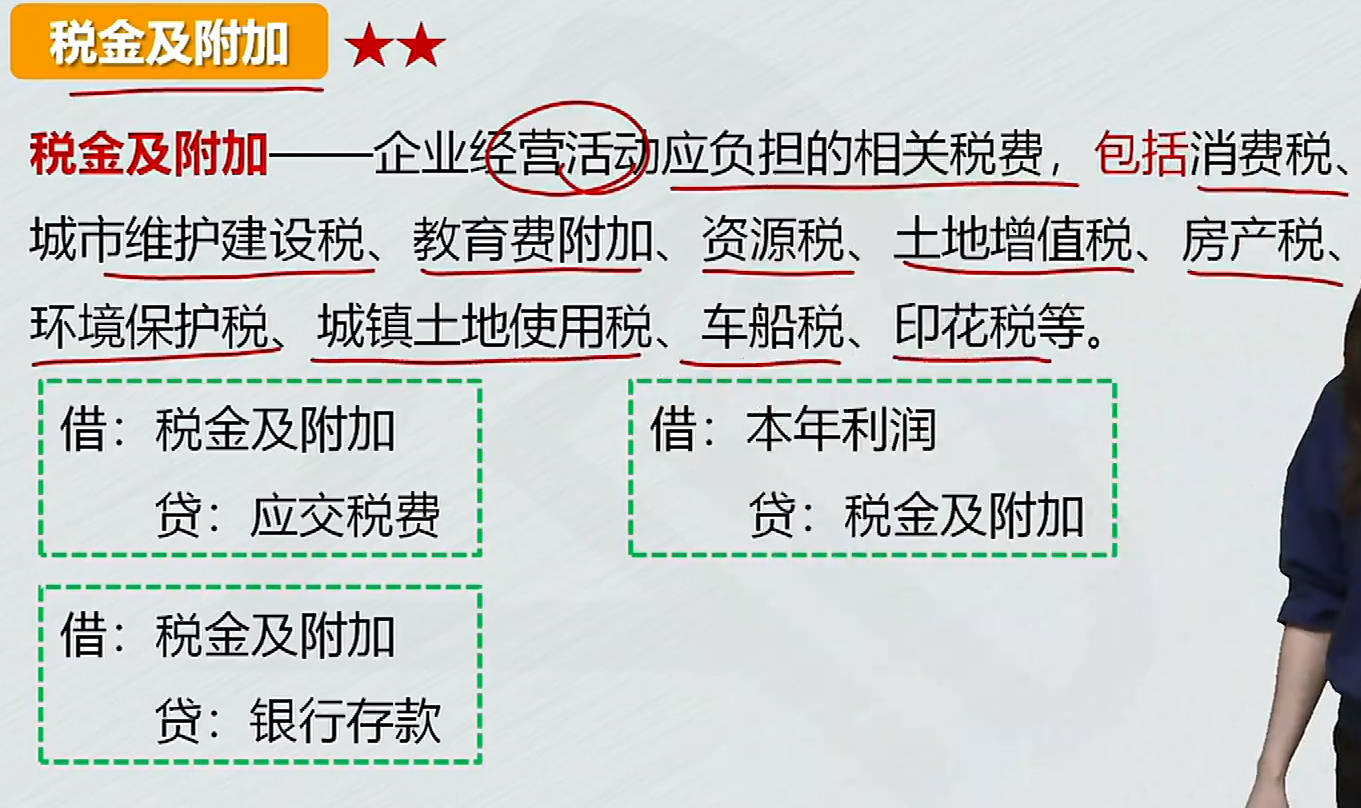 税金及附加 ★★
税金及附加——企业经营活动应负担的相关税费，包括消费税、
城市维护建设税、教育费附加、资源税、土地增值税、房产税、
环境保护税、城镇土地使用税、车船税、印花税等。
借：税金及附加
贷：应交税费
借：本年利润
贷：税金及附加
借：税金及附加
贷：银行存款